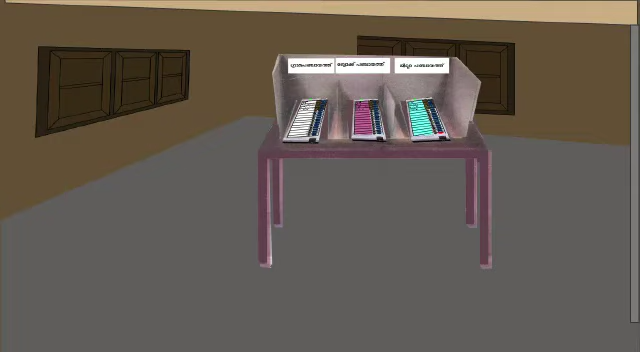 ഗ്രാമപഞ്ചായത്ത്
ബ്ലോക്ക് പഞ്ചായത്ത്
ജില്ലാ പഞ്ചായത്ത്